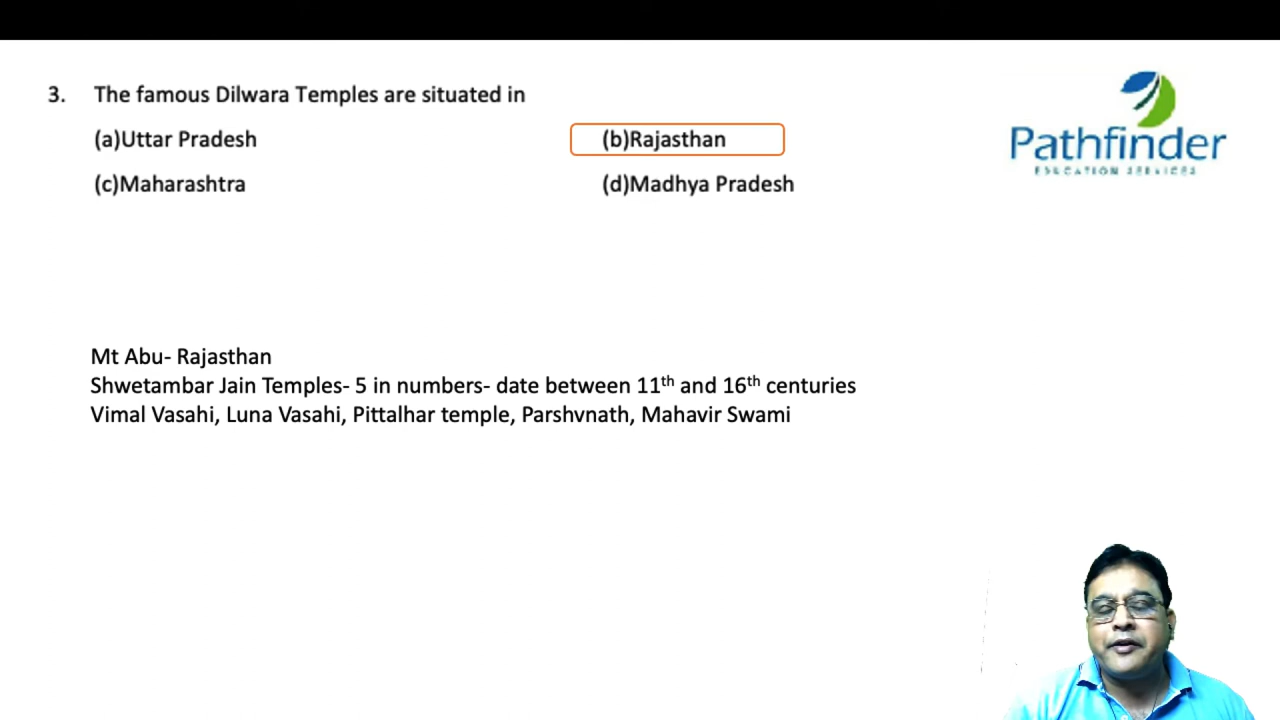 3. The famous Dilwara Temples are situated in
(a)Uttar Pradesh (b)Rajasthan
(c)Maharashtra (d)Madhya Pradesh
Pathfinder
EDUCATION SERVICES
Mt Abu- Rajasthan
Shwetambar Jain Temples- 5 in numbers- date between 11th and 16th centuries
Vimal Vasahi, Luna Vasahi, Pittalhar temple, Parshvnath, Mahavir Swami